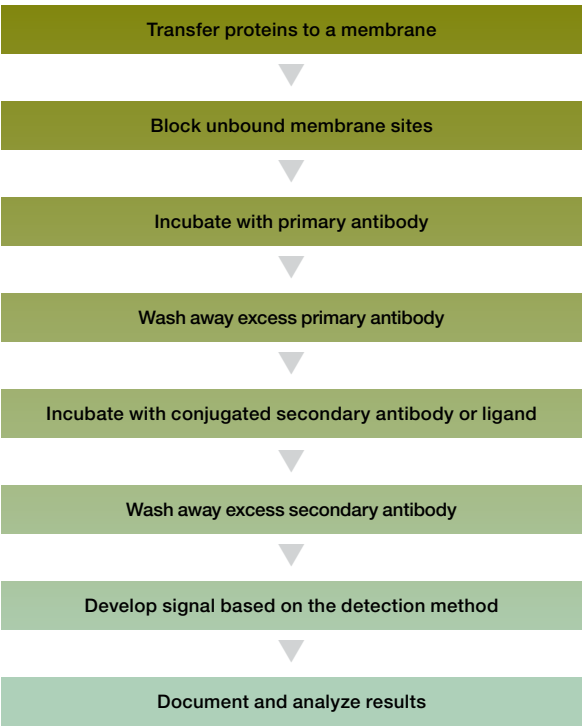 Transfer proteins to a membrane
Block unbound membrane sites
Incubate with primary antibody
Wash away excess primary antibody
Incubate with conjugated secondary antibody or ligand
Wash away excess secondary antibody
Develop signal based on the detection method
Document and analyze results